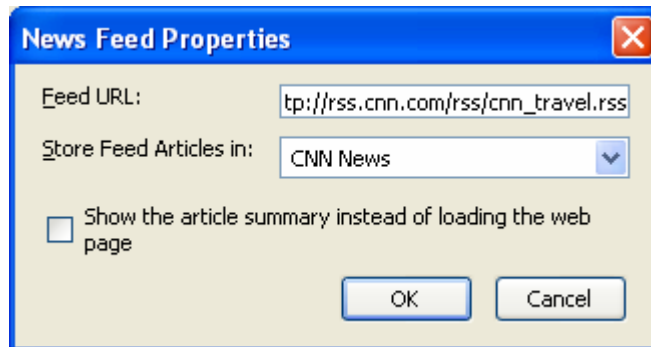 News Feed Properties
Feed URL: tp://rss.cnn.com/rss/cnn_travel.rss
Store Feed Articles in: CNN News
Show the article summary instead of loading the web
page
OK Cancel